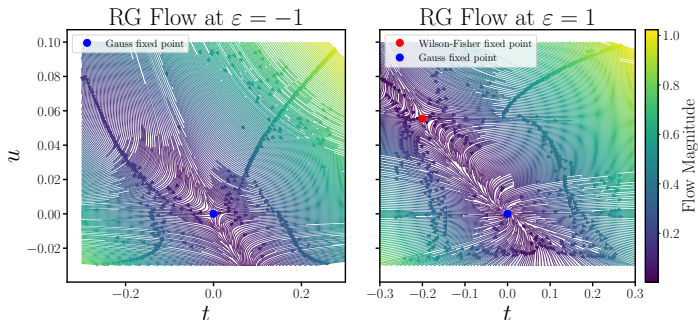 RG Flow at ε = −1
RG Flow at ε = 1
Gauss fixed point
Wilson-Fisher fixed point
Gauss fixed point
0.10
0.08
0.06
0.04
0.02
0.00
−0.02
u
−0.2
0.0
0.2
t
−0.3
−0.2
−0.1
0.0
0.1
0.2
0.3
t
1.0
0.8
0.6
0.4
0.2
Flow Magnitude